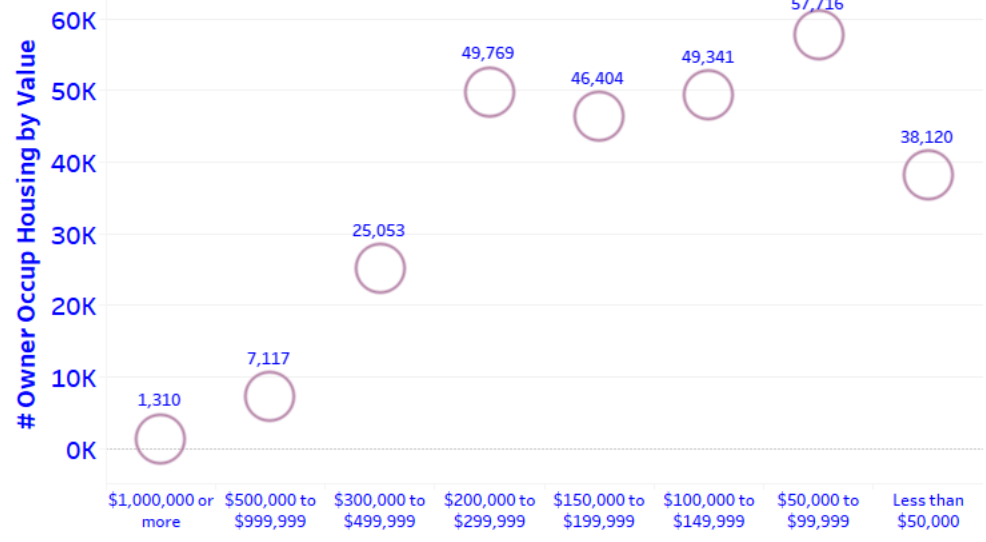 # Owner Occup Housing by Value
60K
50K
40K
30K
20K
10K
0K
57,716
49,769
49,341
46,404
38,120
25,053
7,117
1,310
$1,000,000 or
more
$500,000 to
$999,999
$300,000 to
$499,999
$200,000 to
$299,999
$150,000 to
$199,999
$100,000 to
$149,999
$50,000 to
$99,999
Less than
$50,000